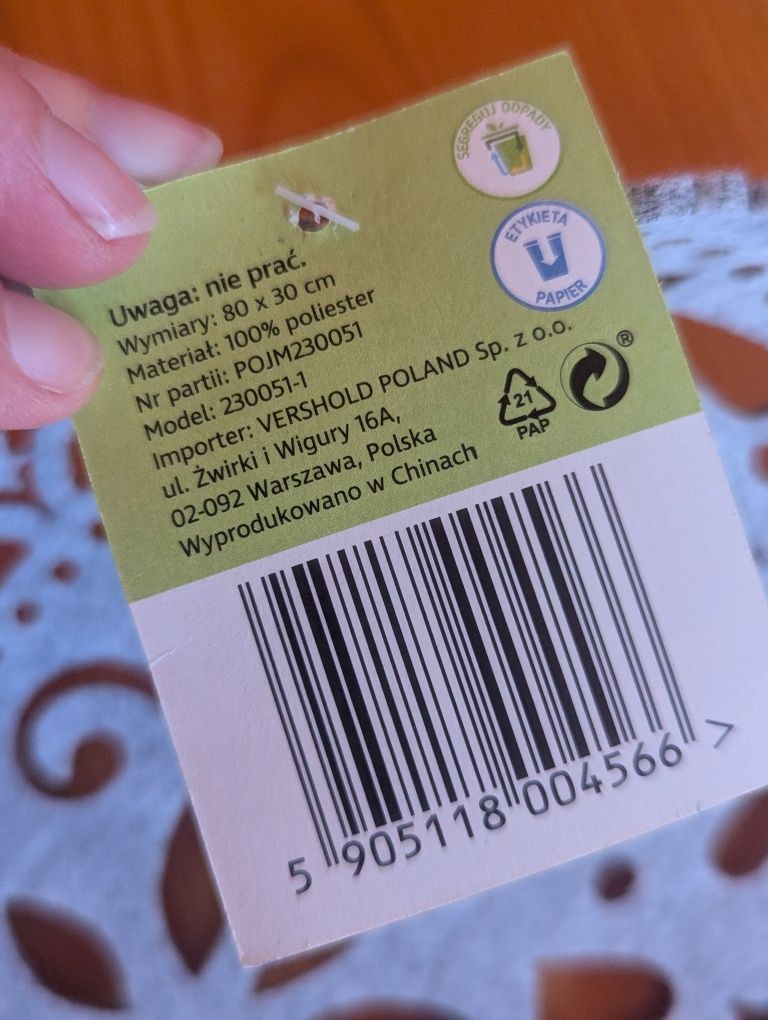 SEGREGUJ ODPADY
ETYKIETA
PAPIER
Uwaga: nie prać.
Wymiary: 80 x 30 cm
Materiał: 100% poliester
Nr partii: POJM230051
Model: 230051-1
Importer: VERSHOLD POLAND Sp. z o.o.
ul. Żwirki i Wigury 16A,
02-092 Warszawa, Polska
Wyprodukowano w Chinach
21
PAP
®
5 905118 004566 >